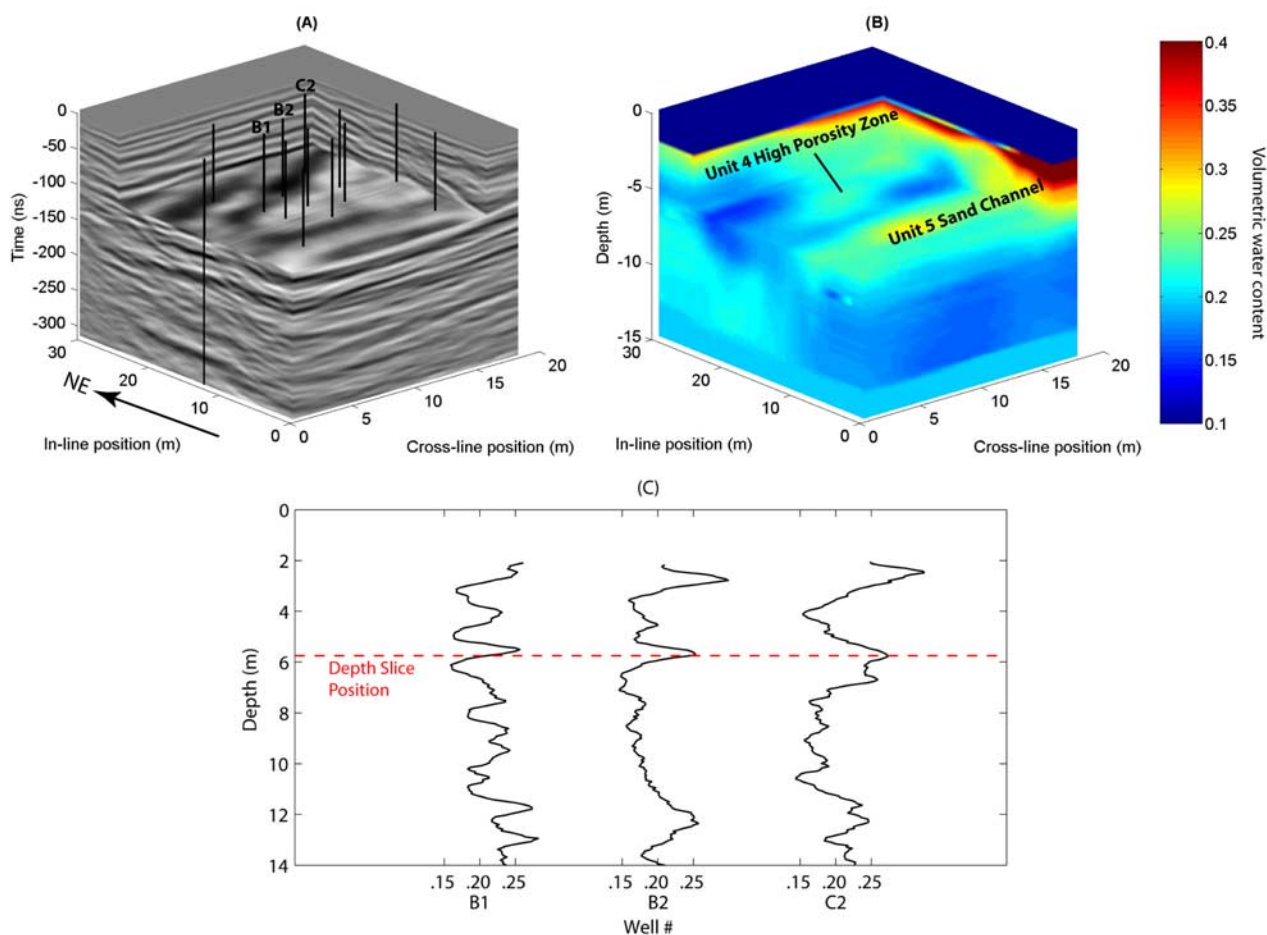 (A)
C2
B2
B1
0
-50
-100
-150
-200
-250
-300
Time (ns)
30
20
10
0
NE
In-line position (m)
0
5
10
15
20
Cross-line position (m)
(B)
Unit 4 High Porosity Zone
Unit 5 Sand Channel
0
-5
-10
-15
Depth (m)
30
20
10
0
In-line position (m)
0
5
10
15
20
Cross-line position (m)
0.4
0.35
0.3
0.25
0.2
0.15
0.1
Volumetric water content
(C)
0
2
4
6
8
10
12
14
Depth (m)
Depth Slice
Position
.15 .20 .25 .15 .20 .25 .15 .20 .25
B1 B2 C2
Well #